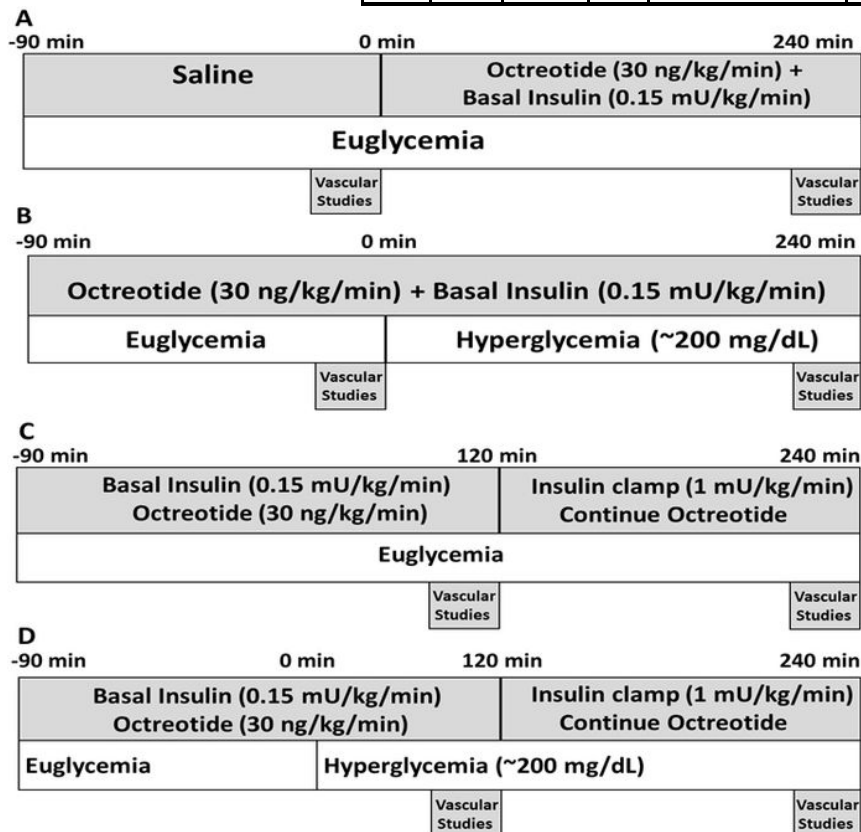 A
-90 min 0 min 240 min
Saline
Octreotide (30 ng/kg/min) +
Basal Insulin (0.15 mU/kg/min)
Euglycemia
Vascular
Studies
Vascular
Studies
B
-90 min 0 min 240 min
Octreotide (30 ng/kg/min) + Basal Insulin (0.15 mU/kg/min)
Euglycemia
Hyperglycemia (~200 mg/dL)
Vascular
Studies
Vascular
Studies
C
-90 min 120 min 240 min
Basal Insulin (0.15 mU/kg/min)
Octreotide (30 ng/kg/min)
Insulin clamp (1 mU/kg/min)
Continue Octreotide
Euglycemia
Vascular
Studies
Vascular
Studies
D
-90 min 0 min 120 min 240 min
Basal Insulin (0.15 mU/kg/min)
Octreotide (30 ng/kg/min)
Insulin clamp (1 mU/kg/min)
Continue Octreotide
Euglycemia
Hyperglycemia (~200 mg/dL)
Vascular
Studies
Vascular
Studies